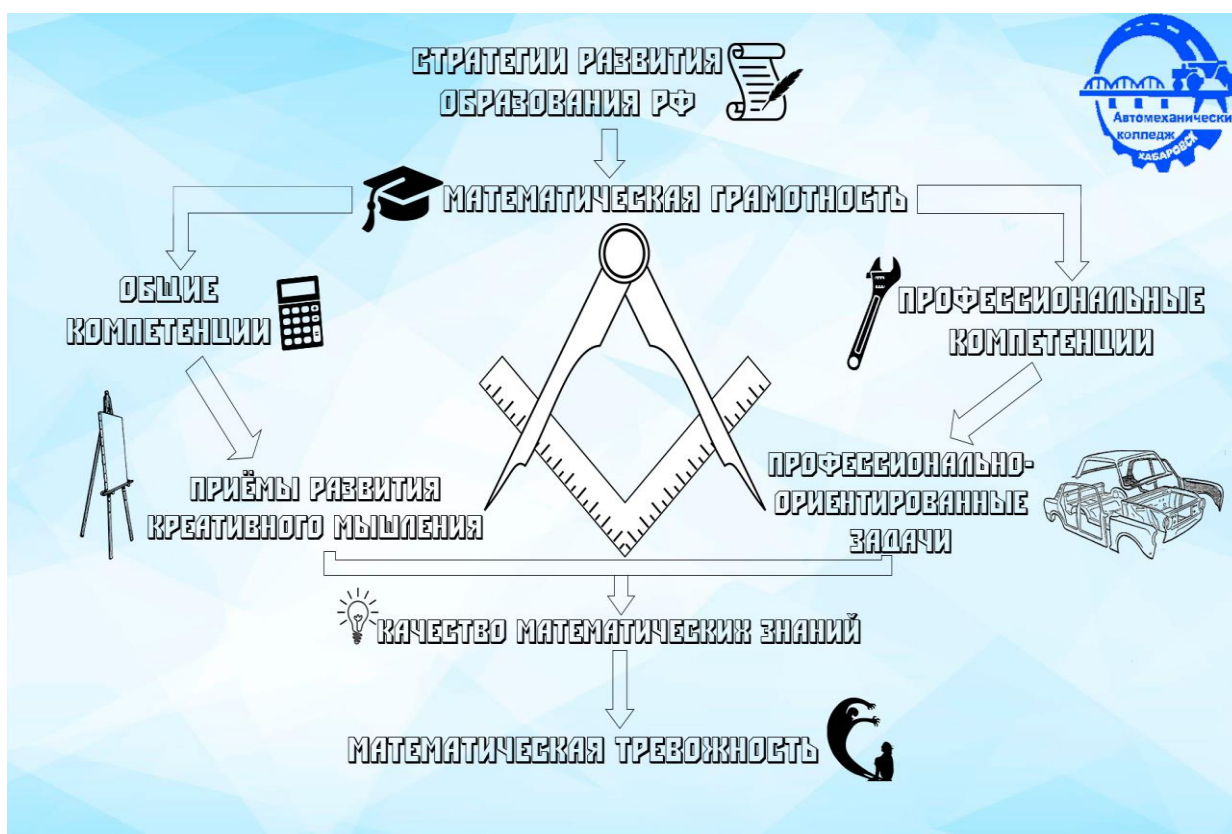 СТРАТЕГИИ РАЗВИТИЯ
ОБРАЗОВАНИЯ РФ
Автомеханически
колледж
ХАБАРОВСК
МАТЕМАТИЧЕСКАЯ ГРАМОТНОСТЬ
ОБЩИЕ
КОМПЕТЕНЦИИ
ПРОФЕССИОНАЛЬНЫЕ
КОМПЕТЕНЦИИ
ПРИЁМЫ РАЗВИТИЯ
КРЕАТИВНОГО МЫШЛЕНИЯ
ПРОФЕССИОНАЛЬНО-
ОРИЕНТИРОВАННЫЕ
ЗАДАЧИ
КАЧЕСТВО МАТЕМАТИЧЕСКИХ ЗНАНИЙ
МАТЕМАТИЧЕСКАЯ ТРЕВОЖНОСТЬ